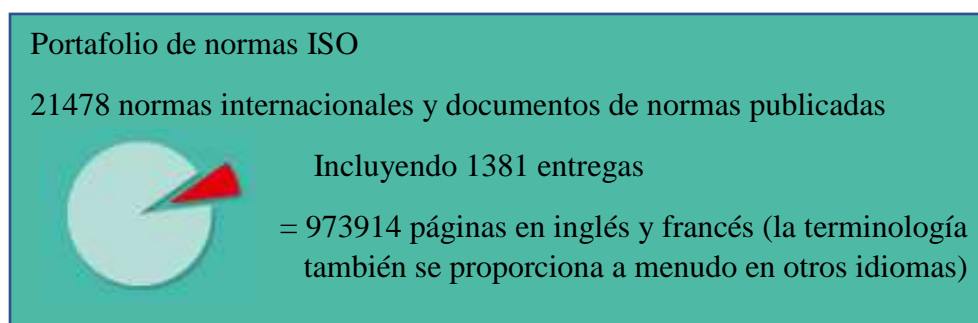 Portafolio de normas ISO
21478 normas internacionales y documentos de normas publicadas
Incluyendo 1381 entregas
= 973914 páginas en inglés y francés (la terminología
también se proporciona a menudo en otros idiomas)